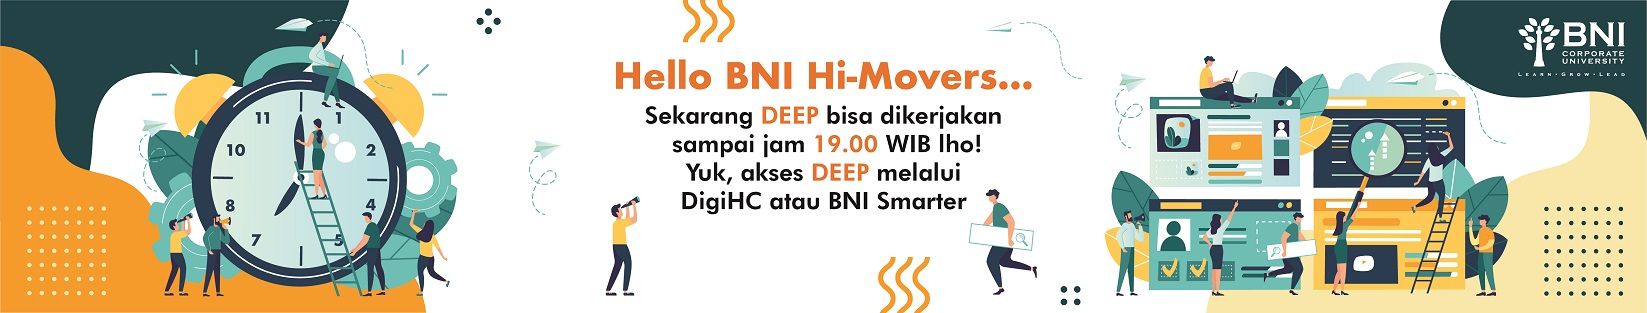 11
1
10
2
8
4
7
5
Hello BNI Hi-Movers...
Sekarang DEEP bisa dikerjakan
sampai jam 19.00 WIB lho!
Yuk, akses DEEP melalui
DigiHC atau BNI Smarter
BNI
CORPORATE
UNIVERSITY
LEARN • GROW • LEAD